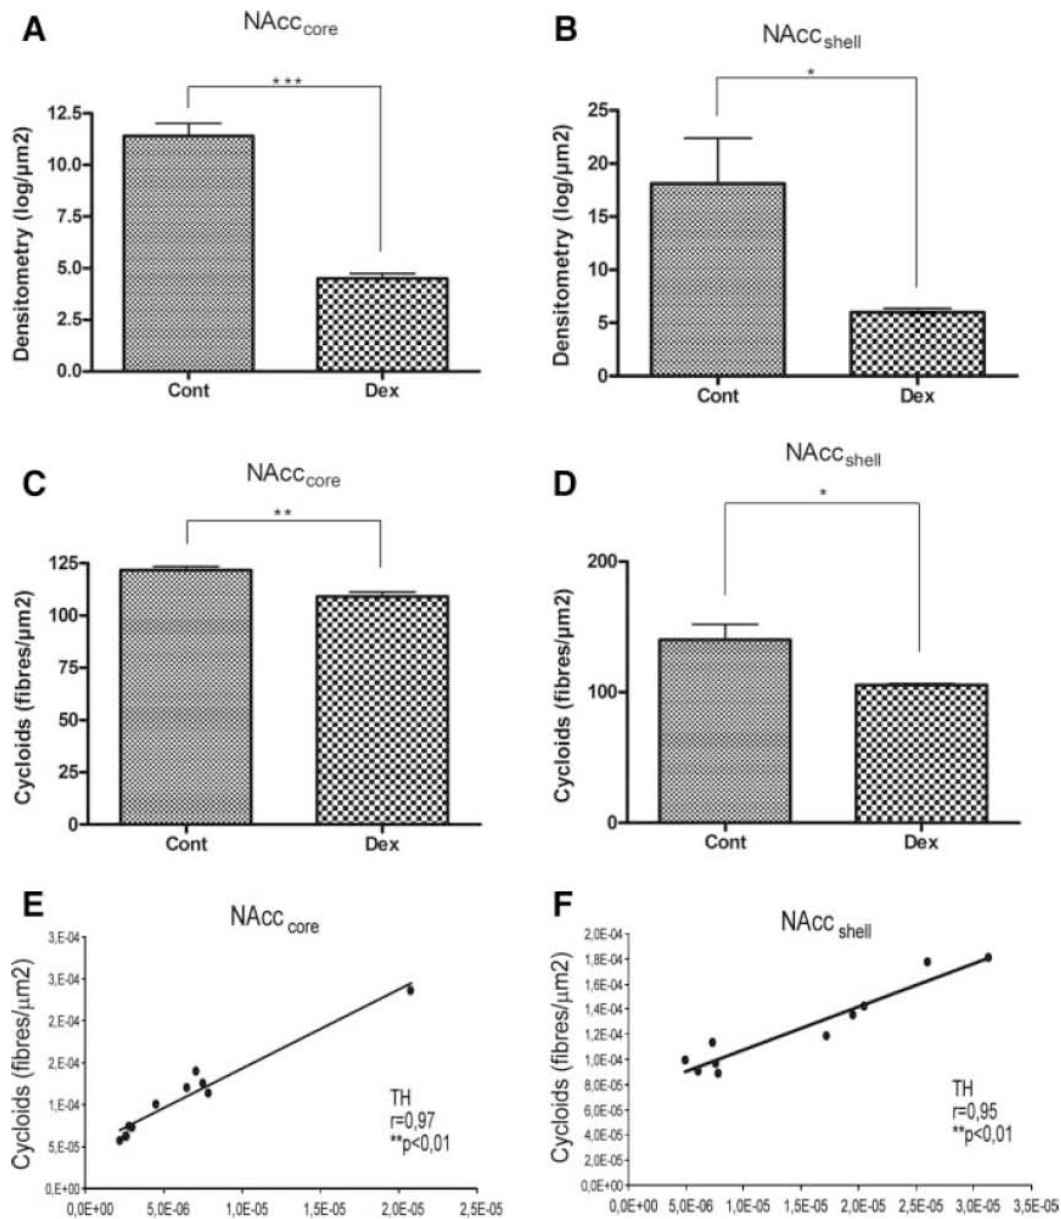 A
NAcc core
***
Densitometry (log/µm2)
12.5
10.0
7.5
5.0
2.5
0.0
Cont
Dex
B
NAcc shell
*
Densitometry (log/µm2)
25
20
15
10
5
0
Cont
Dex
C
NAcc core
**
Cycloids (fibres/µm2)
125
100
75
50
25
0
Cont
Dex
D
NAcc shell
*
Cycloids (fibres/µm2)
200
100
0
Cont
Dex
E
NAcc core
Cycloids (fibres/µm2)
3,E-04
3,E-04
2,E-04
2,E-04
1,E-04
5,E-05
0,E+00
TH
r=0,97
**p<0,01
0,0E+00
5,0E-06
1,0E-05
1,5E-05
2,0E-05
2,5E-05
F
NAcc shell
Cycloids (fibres/µm2)
2,0E-04
1,8E-04
1,6E-04
1,4E-04
1,2E-04
1,0E-04
8,0E-05
6,0E-05
4,0E-05
2,0E-05
0,0E+00
TH
r=0,95
**p<0,01
0,0E+00
5,0E-06
1,0E-05
1,5E-05
2,0E-05
2,5E-05
3,0E-05
3,5E-05